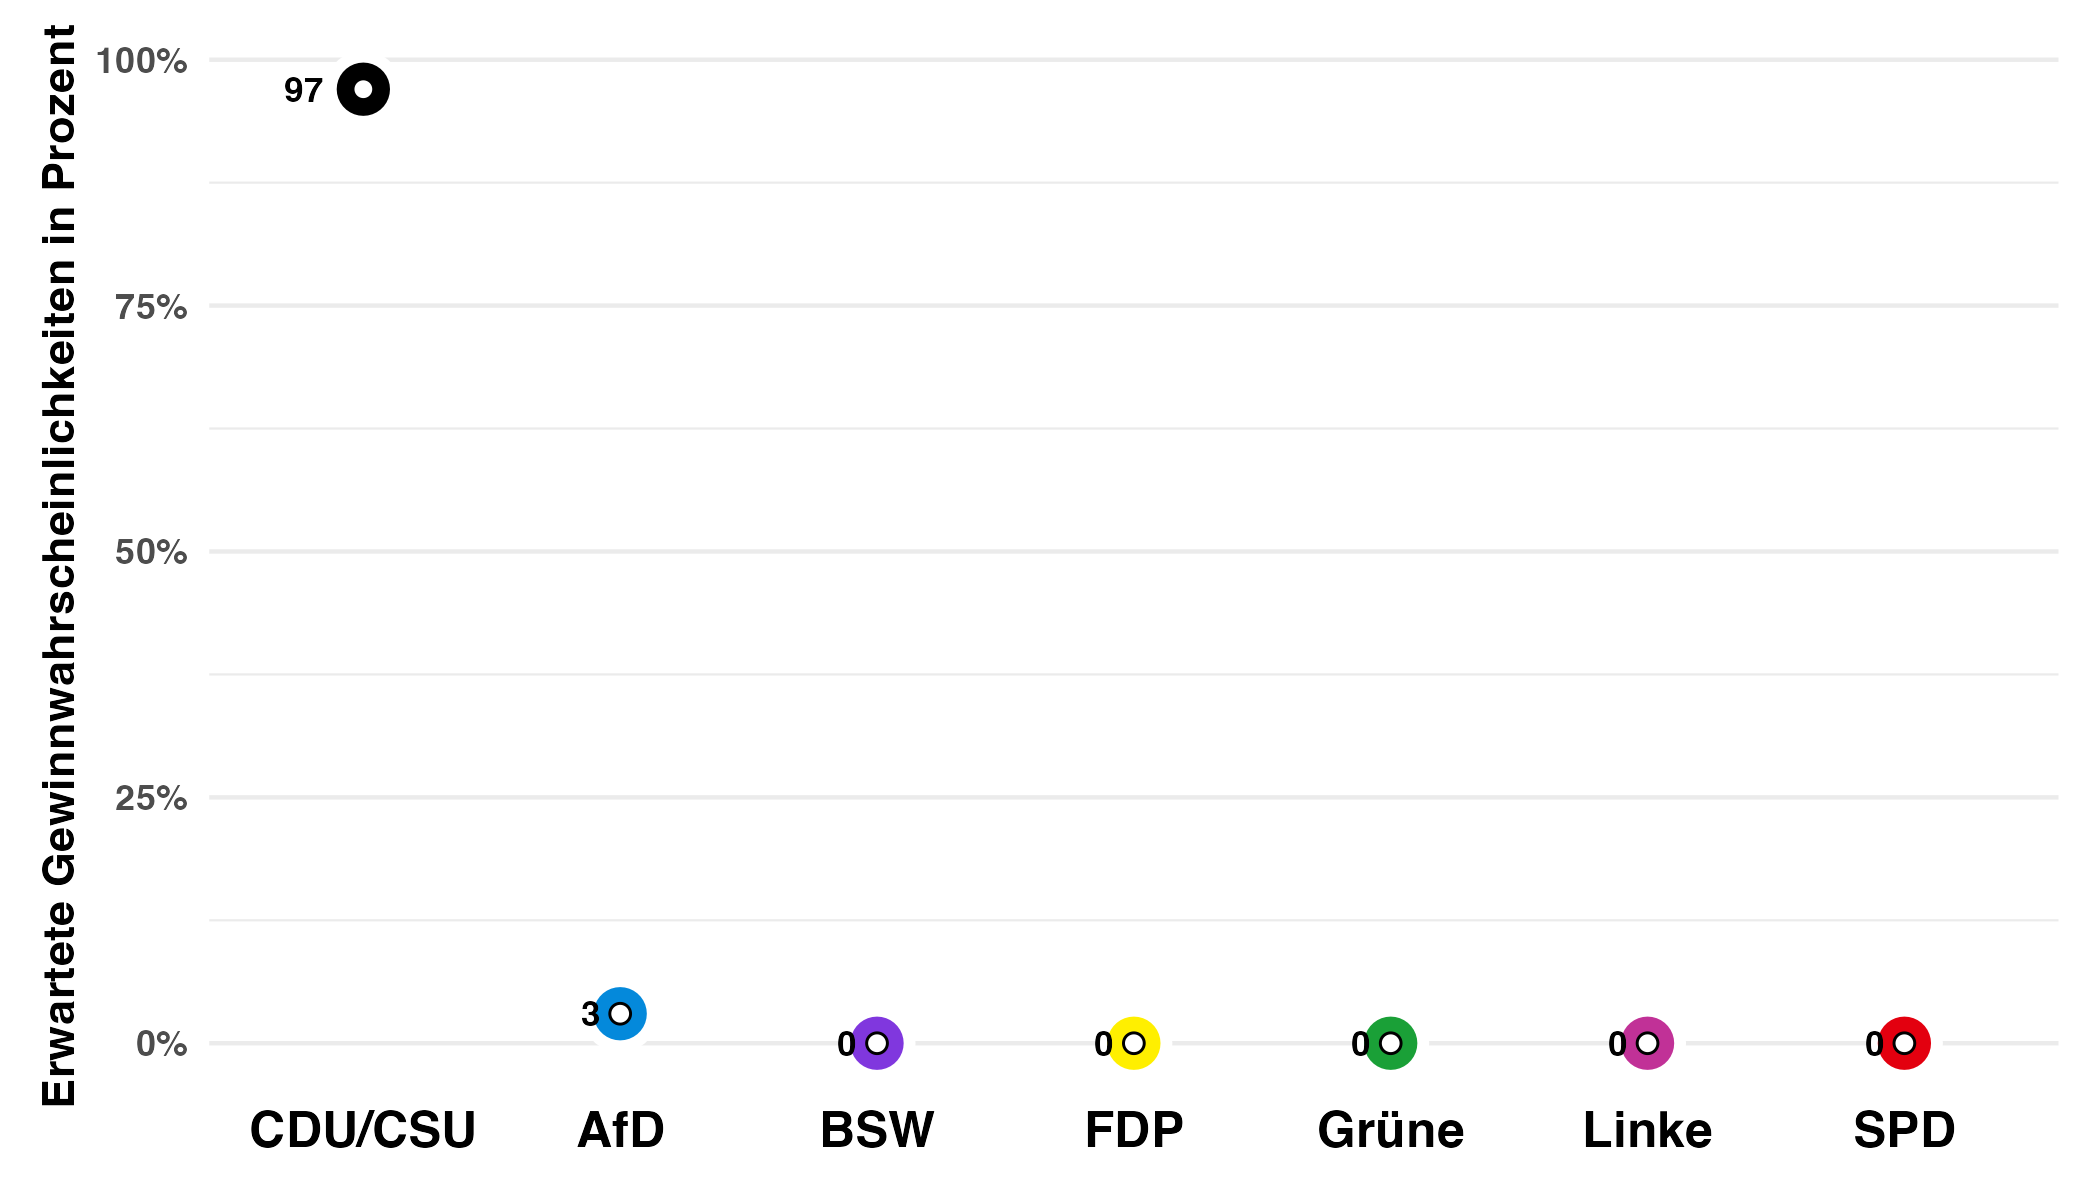 Erwartete Gewinnwahrscheinlichkeiten in Prozent
100%
75%
50%
25%
0%
97
3
0
0
0
0
0
CDU/CSU
AfD
BSW
FDP
Grüne
Linke
SPD